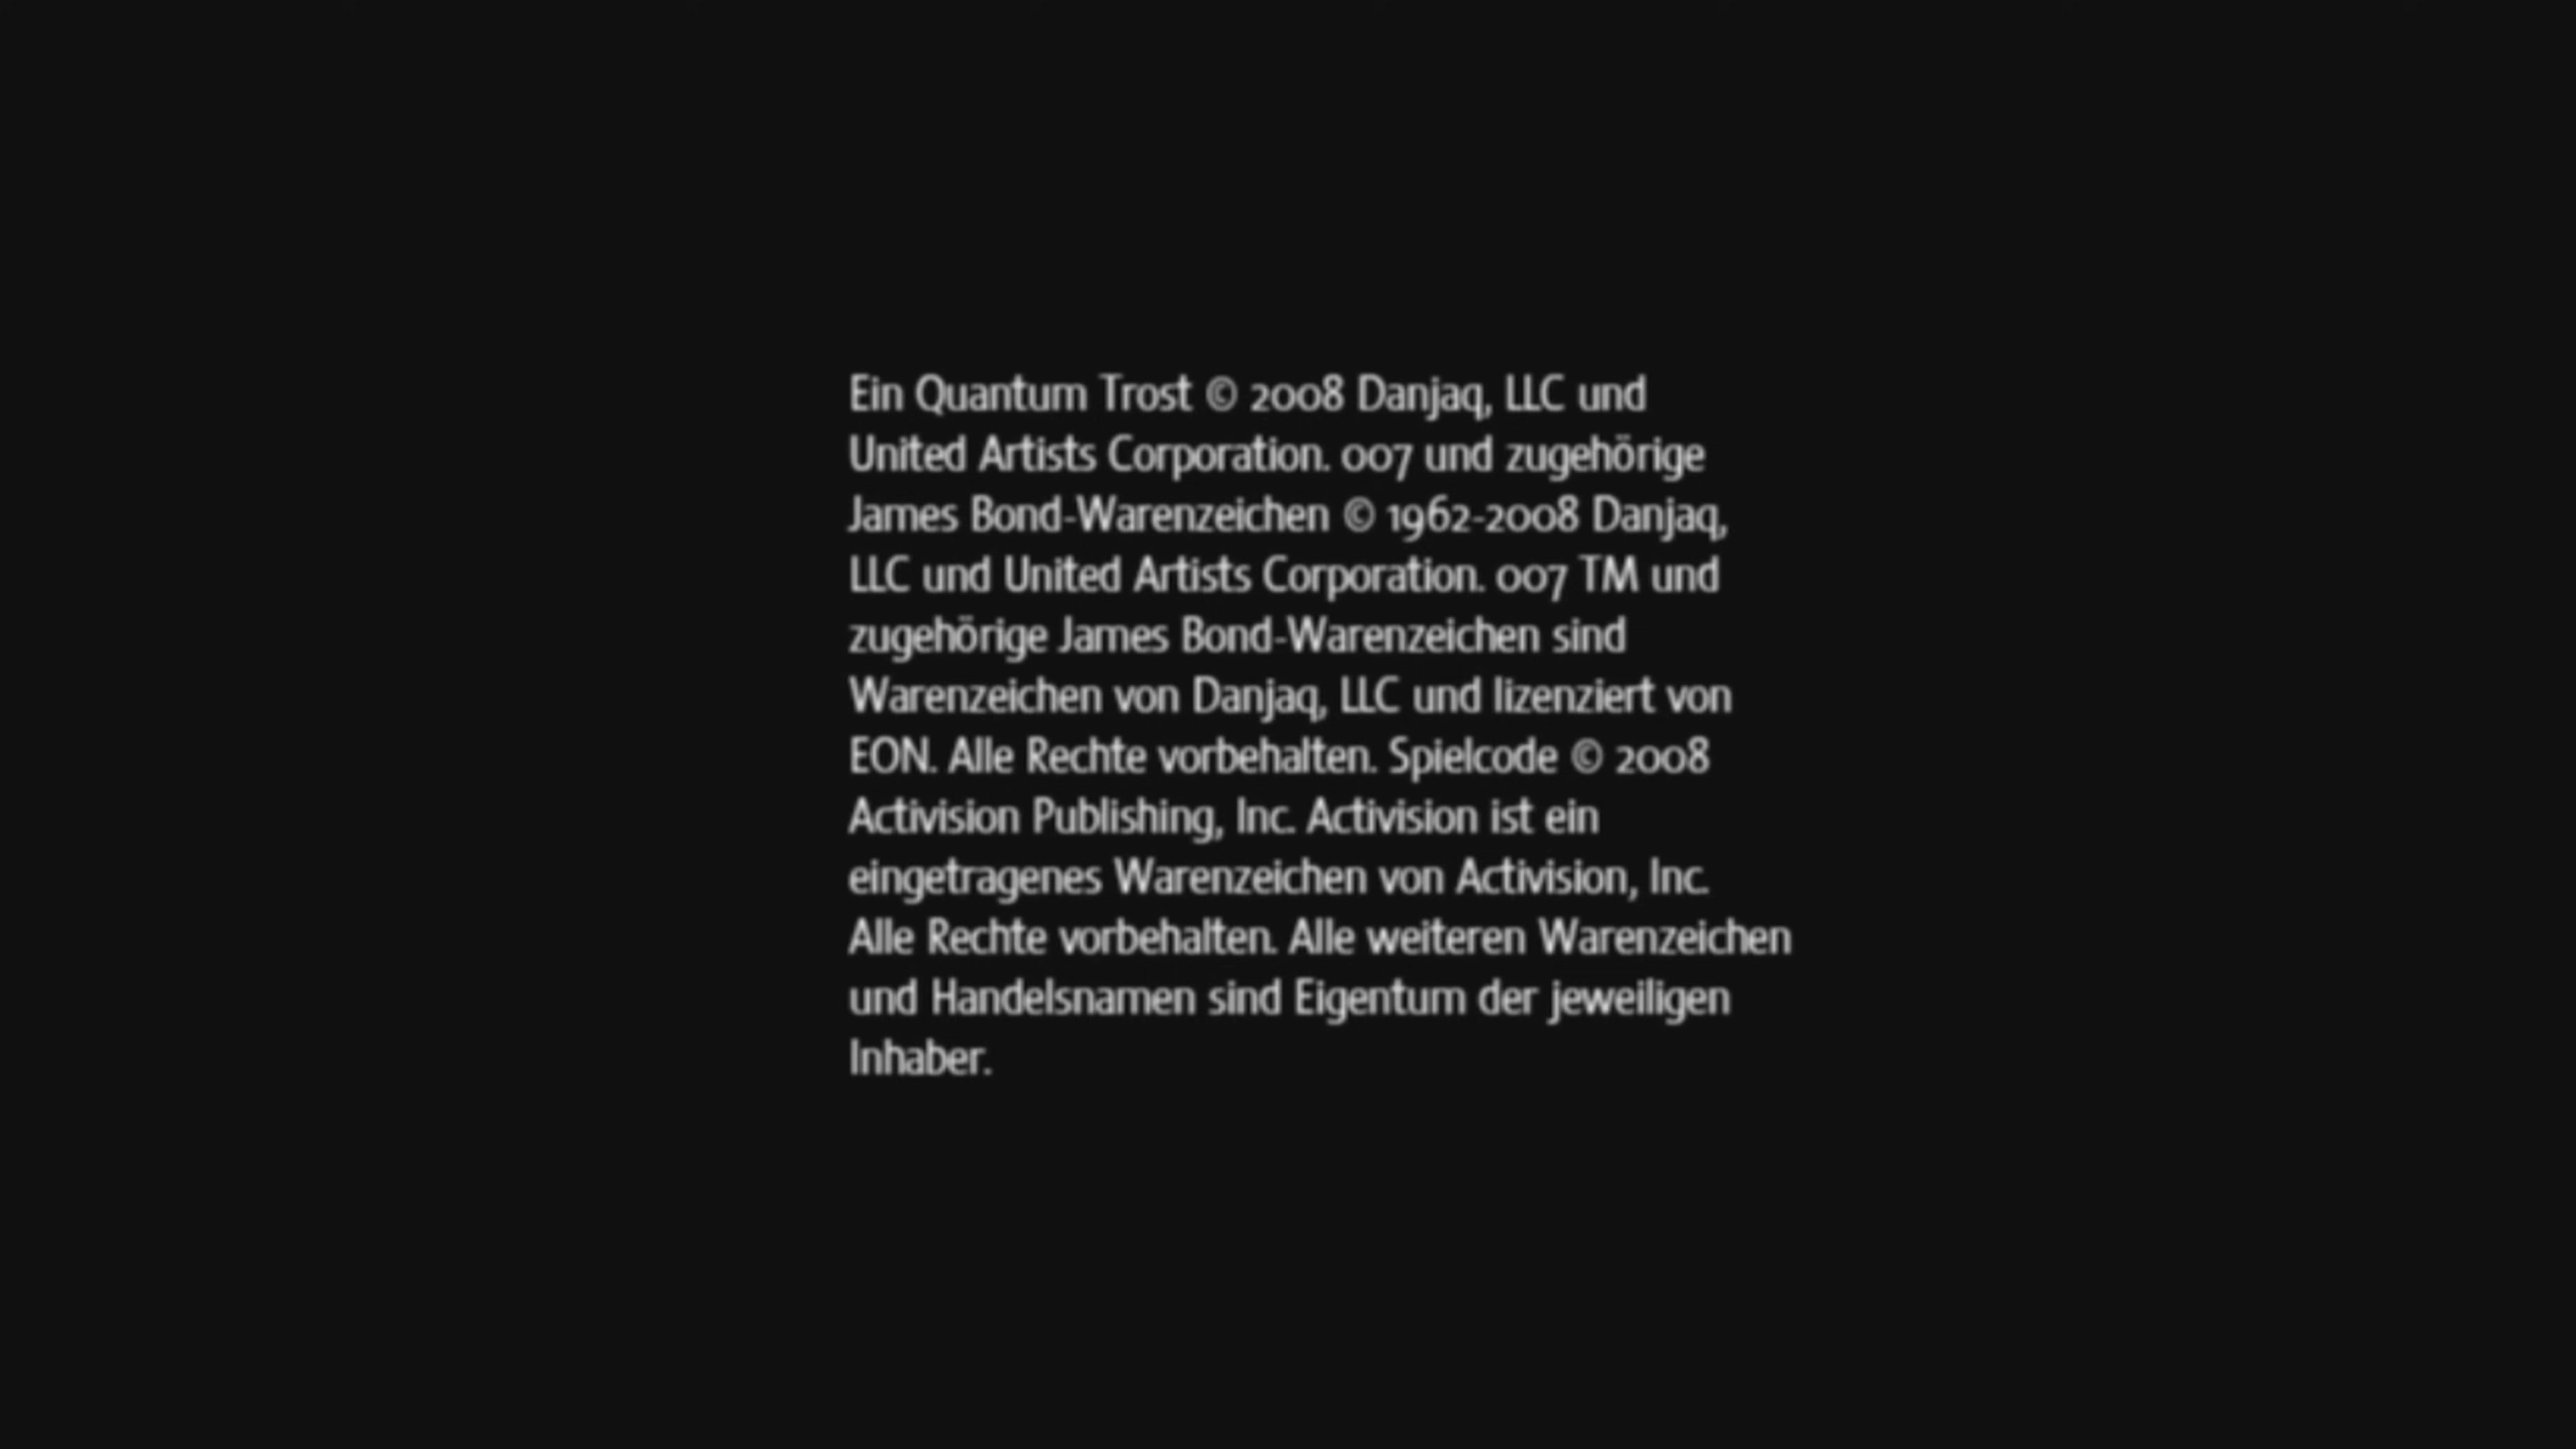 Ein Quantum Trost © 2008 Danjaq, LLC und
United Artists Corporation. 007 und zugehörige
James Bond-Warenzeichen © 1962-2008 Danjaq,
LLC und United Artists Corporation. 007 TM und
zugehörige James Bond-Warenzeichen sind
Warenzeichen von Danjaq, LLC und lizenziert von
EON. Alle Rechte vorbehalten. Spielcode © 2008
Activision Publishing, Inc. Activision ist ein
eingetragenes Warenzeichen von Activision, Inc.
Alle Rechte vorbehalten. Alle weiteren Warenzeichen
und Handelsnamen sind Eigentum der jeweiligen
Inhaber.